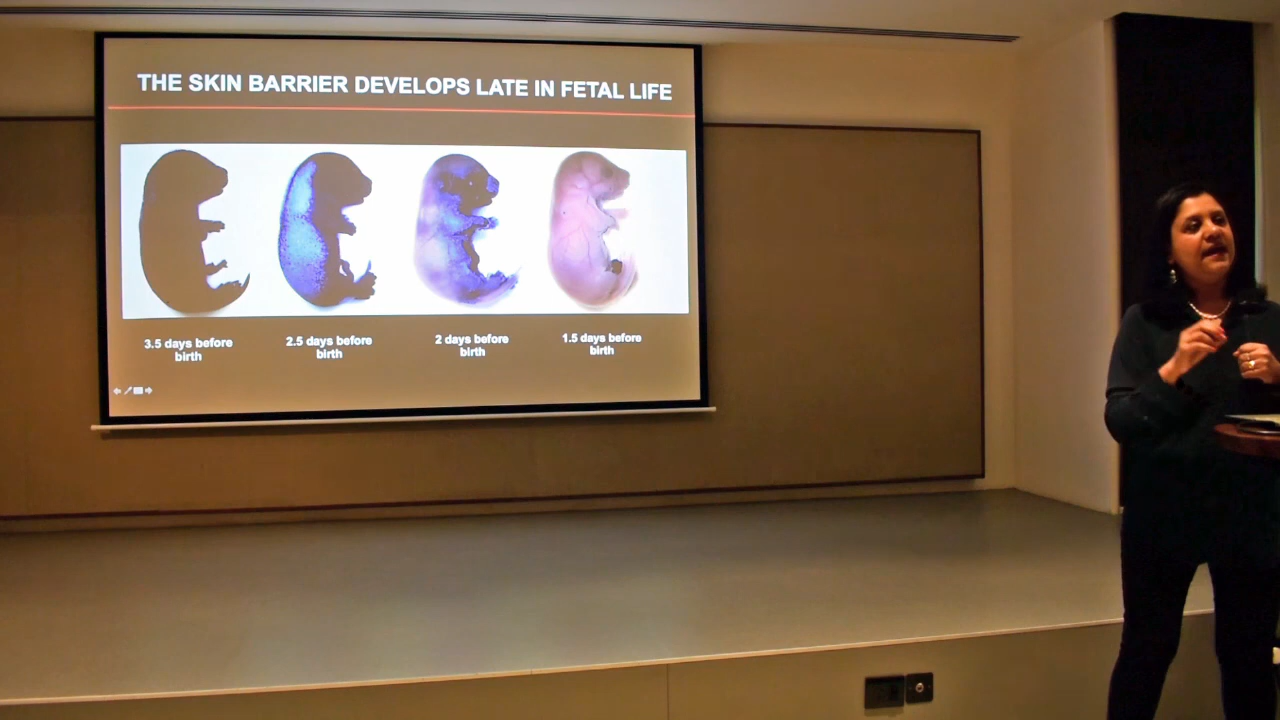 THE SKIN BARRIER DEVELOPS LATE IN FETAL LIFE
3.5 days before
birth
2.5 days before
birth
2 days before
birth
1.5 days before
birth